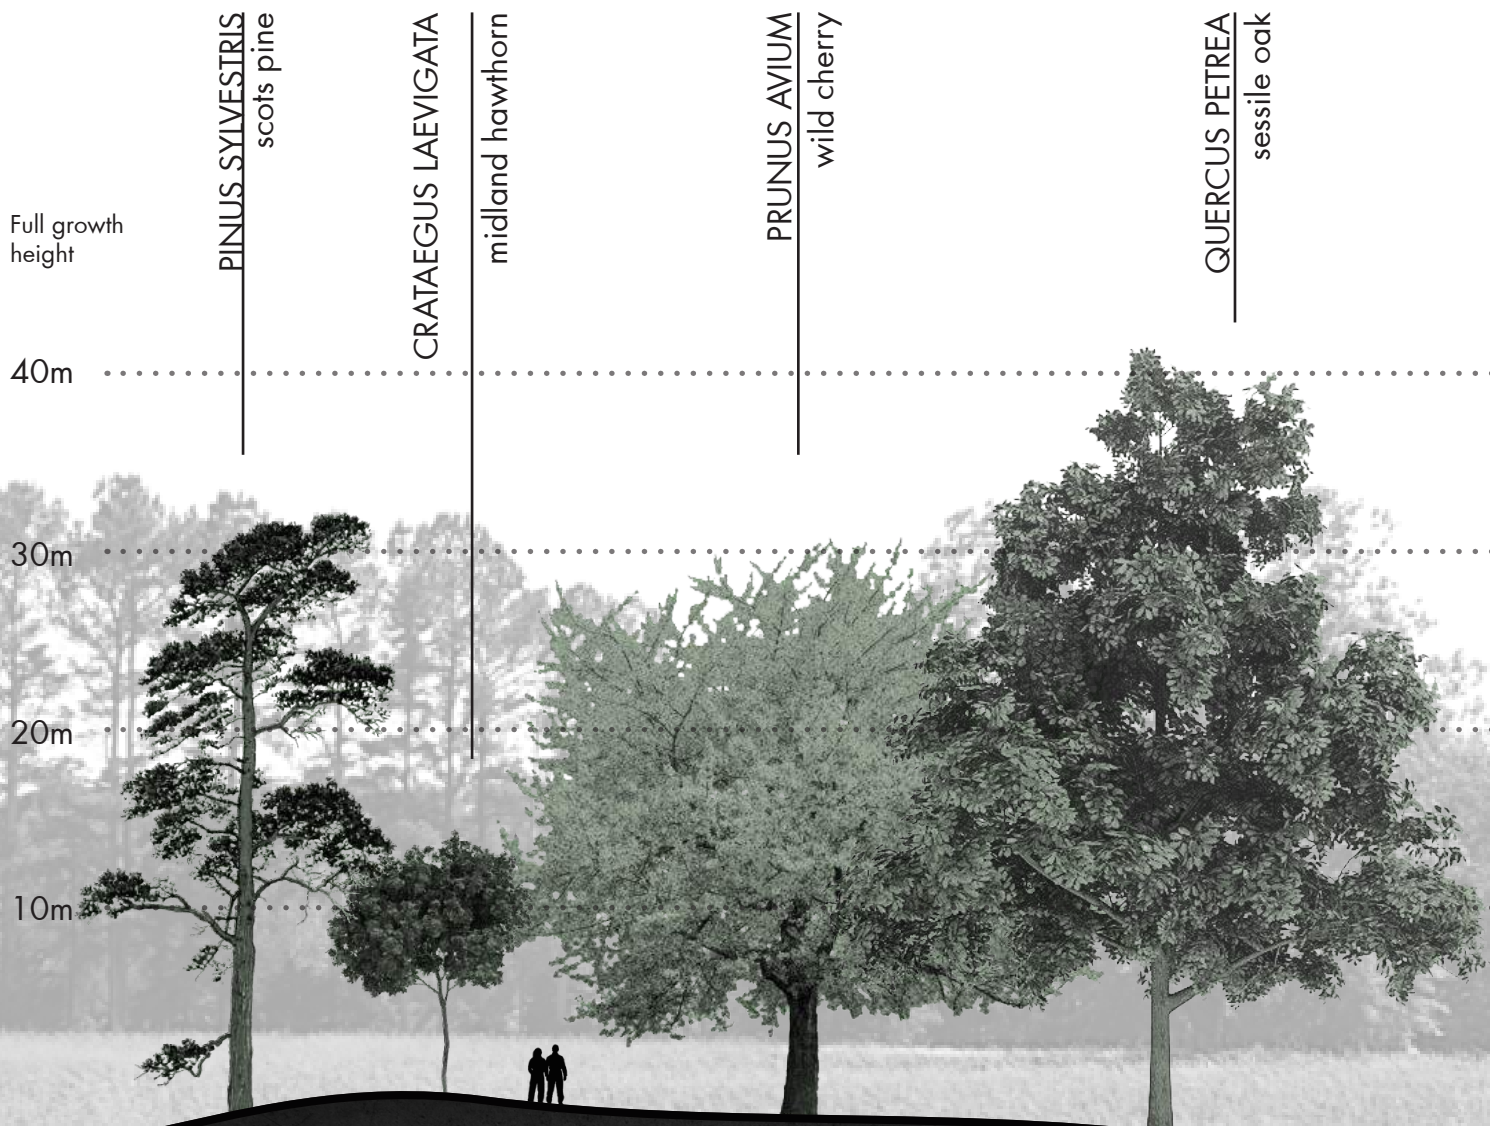 PINUS SYLVESTRIS
scots pine
CRATAEGUS LAEVIGATA
midland hawthorn
PRUNUS AVIUM
wild cherry
QUERCUS PETREA
sessile oak
Full growth
height
40m
30m
20m
10m